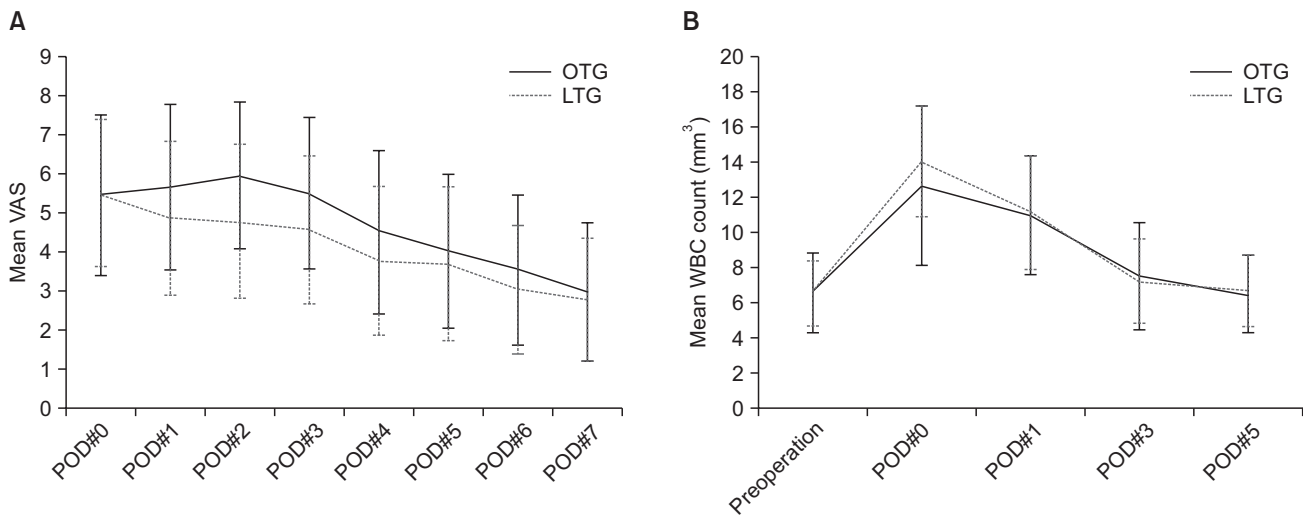 A
Mean VAS
9
8
7
6
5
4
3
2
1
0
OTG
LTG
POD#0
POD#1
POD#2
POD#3
POD#4
POD#5
POD#6
POD#7
B
Mean WBC count (mm³)
20
18
16
14
12
10
8
6
4
2
0
OTG
LTG
Preoperation
POD#0
POD#1
POD#3
POD#5